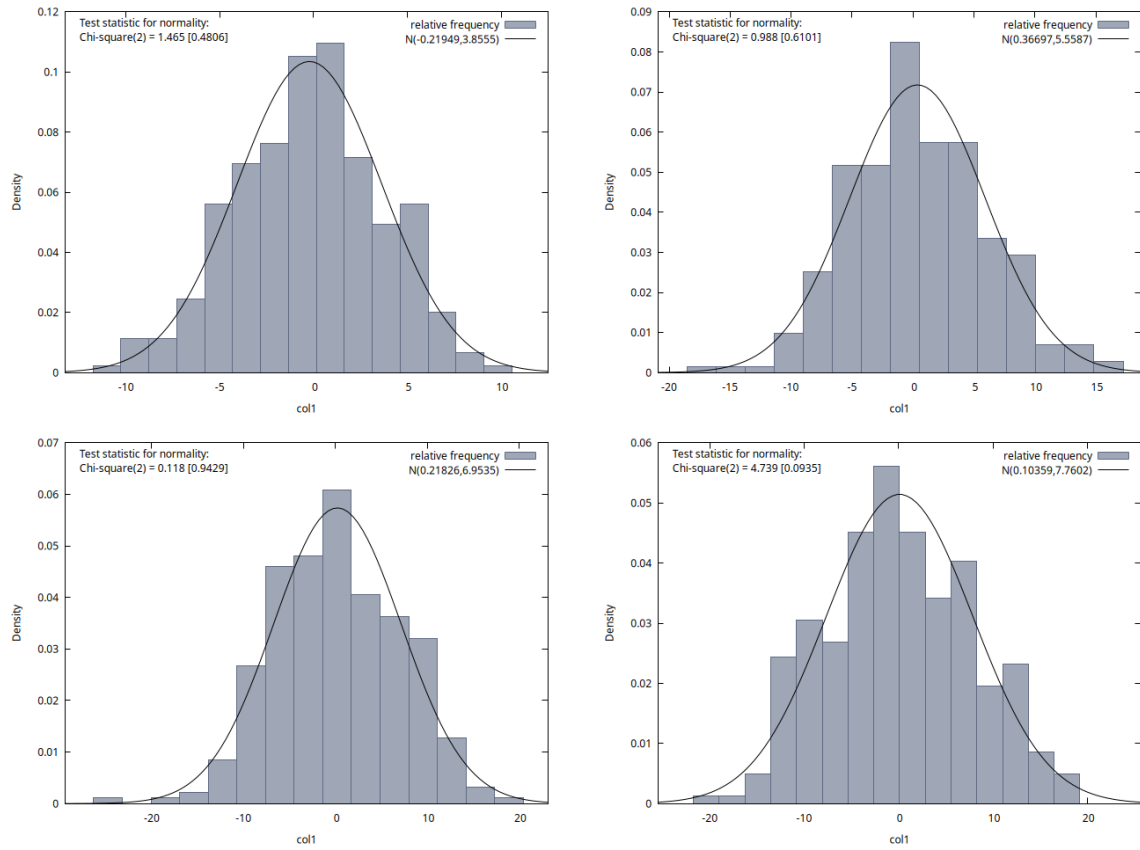 0.12
Test statistic for normality:
Chi-square(2) = 1.465 [0.4806]
relative frequency
N(-0.21949,3.8555)
0.1
0.08
0.06
0.04
0.02
0
Density
-10
-5
0
5
10
col1
0.09
Test statistic for normality:
Chi-square(2) = 0.988 [0.6101]
relative frequency
N(0.36697,5.5587)
0.08
0.07
0.06
0.05
0.04
0.03
0.02
0.01
0
Density
-20
-15
-10
-5
0
5
10
15
col1
0.07
Test statistic for normality:
Chi-square(2) = 0.118 [0.9429]
relative frequency
N(0.21826,6.9535)
0.06
0.05
0.04
0.03
0.02
0.01
0
Density
-20
-10
0
10
20
col1
0.06
Test statistic for normality:
Chi-square(2) = 4.739 [0.0935]
relative frequency
N(0.10359,7.7602)
0.05
0.04
0.03
0.02
0.01
0
Density
-20
-10
0
10
20
col1